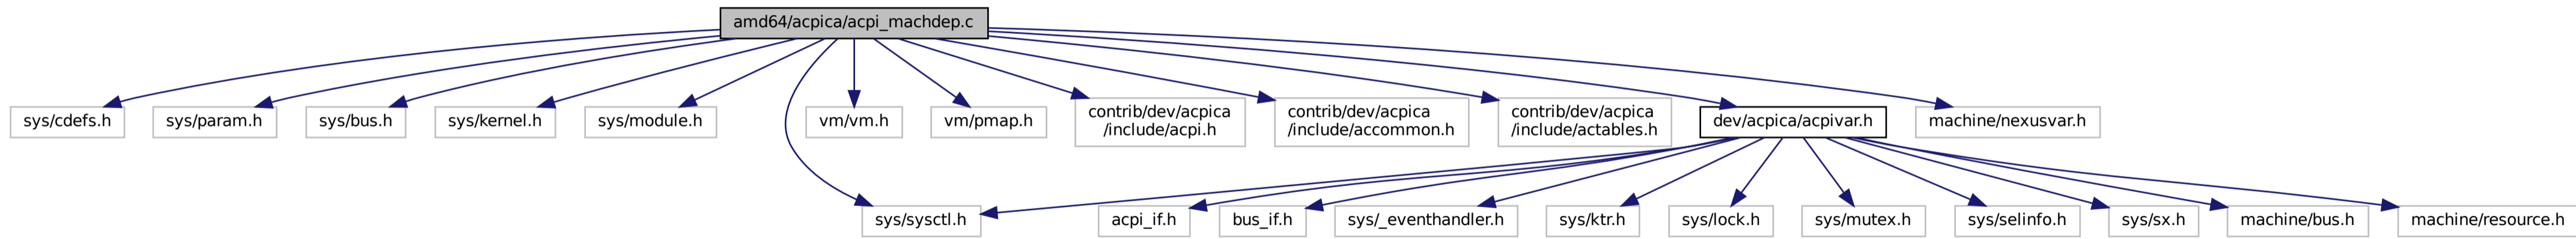 amd64/acpica/acpi_machdep.c
sys/cdefs.h
sys/param.h
sys/bus.h
sys/kernel.h
sys/module.h
vm/vm.h
vm/pmap.h
contrib/dev/acpica
/include/acpi.h
contrib/dev/acpica
/include/accommon.h
contrib/dev/acpica
/include/actables.h
dev/acpica/acpivar.h
machine/nexusvar.h
sys/sysctl.h
acpi_if.h
bus_if.h
sys/_eventhandler.h
sys/ktr.h
sys/lock.h
sys/mutex.h
sys/selinfo.h
sys/sx.h
machine/bus.h
machine/resource.h